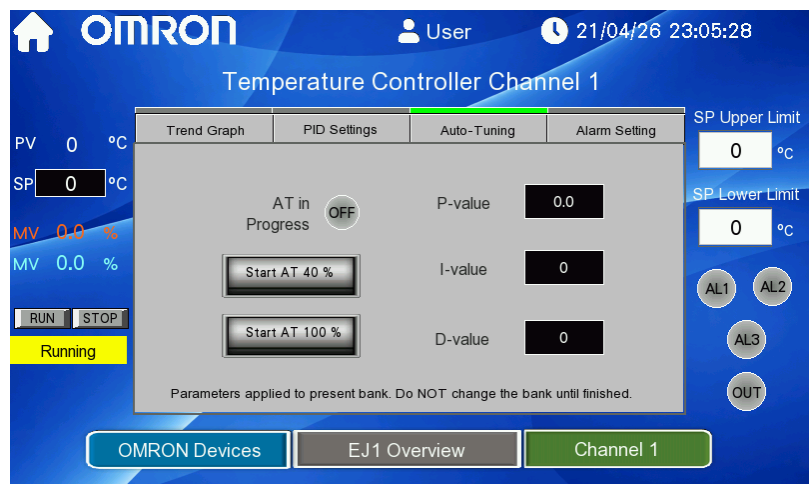 OMRON
User
21/04/26 23:05:28
Temperature Controller Channel 1
Trend Graph
PID Settings
Auto-Tuning
Alarm Setting
SP Upper Limit
0 °C
SP Lower Limit
0 °C
PV 0 °C
SP 0 °C
MV 0.0 %
MV 0.0 %
RUN STOP
Running
AT in
Progress
OFF
Start AT 40 %
Start AT 100 %
P-value 0.0
I-value 0
D-value 0
Parameters applied to present bank. Do NOT change the bank until finished.
AL1 AL2
AL3
OUT
OMRON Devices
EJ1 Overview
Channel 1